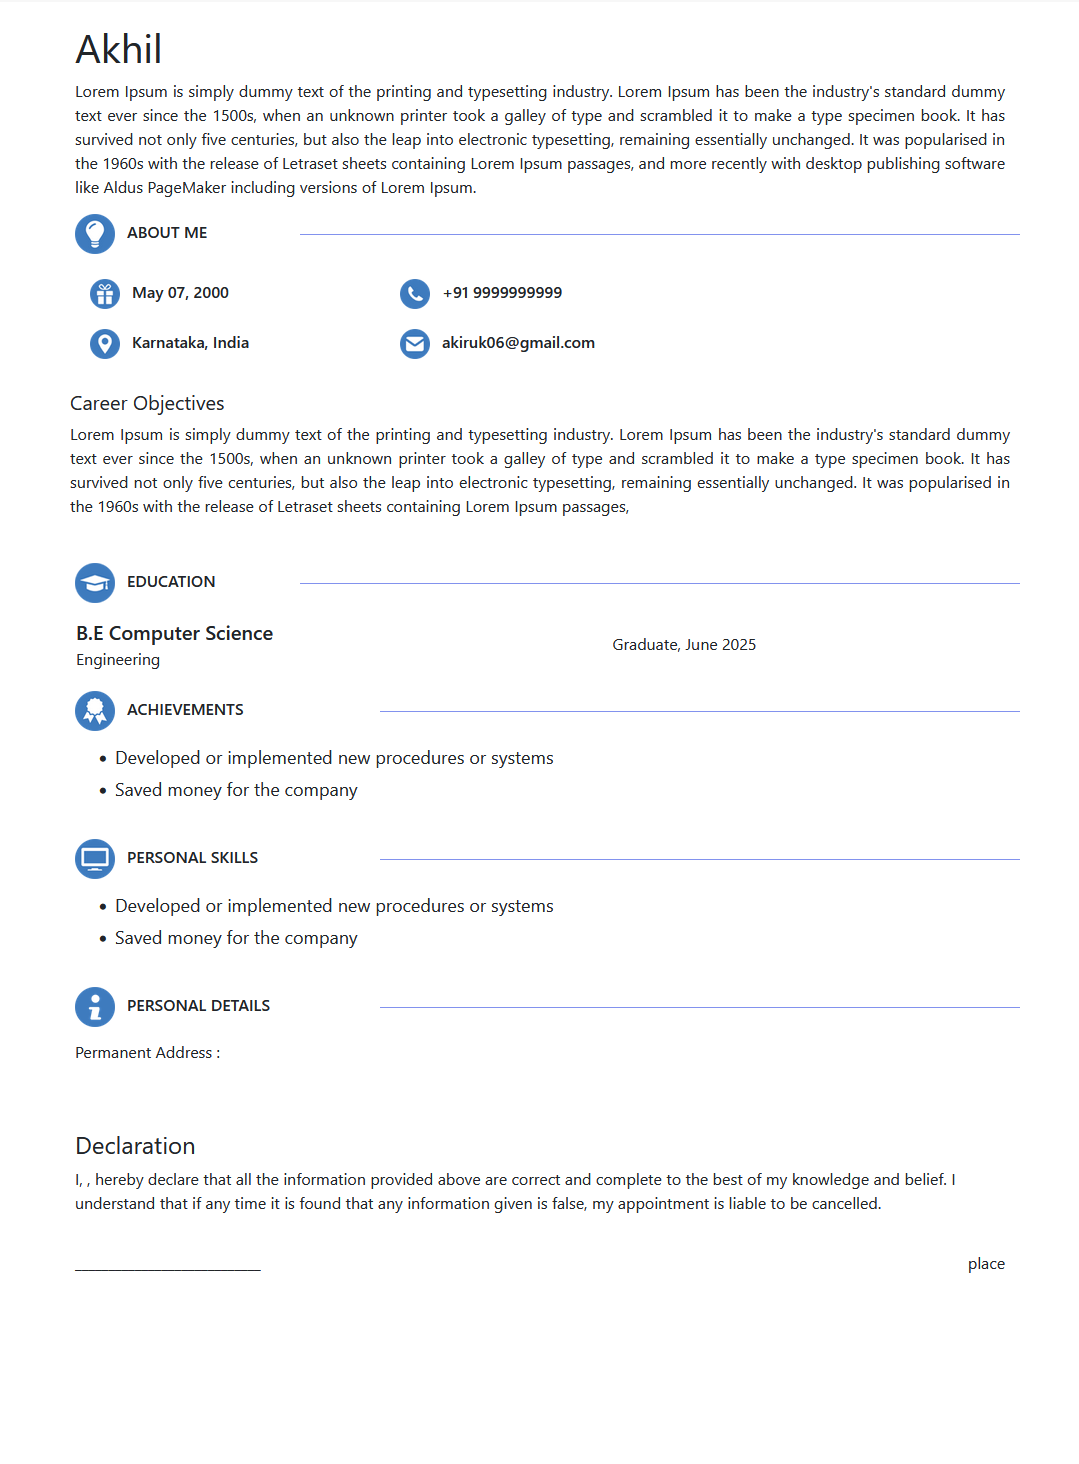 Akhil
Lorem Ipsum is simply dummy text of the printing and typesetting industry. Lorem Ipsum has been the industry's standard dummy
text ever since the 1500s, when an unknown printer took a galley of type and scrambled it to make a type specimen book. It has
survived not only five centuries, but also the leap into electronic typesetting, remaining essentially unchanged. It was popularised in
the 1960s with the release of Letraset sheets containing Lorem Ipsum passages, and more recently with desktop publishing software
like Aldus PageMaker including versions of Lorem Ipsum.
ABOUT ME
May 07, 2000
+91 9999999999
Karnataka, India
akiruk06@gmail.com
Career Objectives
Lorem Ipsum is simply dummy text of the printing and typesetting industry. Lorem Ipsum has been the industry's standard dummy
text ever since the 1500s, when an unknown printer took a galley of type and scrambled it to make a type specimen book. It has
survived not only five centuries, but also the leap into electronic typesetting, remaining essentially unchanged. It was popularised in
the 1960s with the release of Letraset sheets containing Lorem Ipsum passages,
EDUCATION
B.E Computer Science
Engineering
Graduate, June 2025
ACHIEVEMENTS
• Developed or implemented new procedures or systems
• Saved money for the company
PERSONAL SKILLS
• Developed or implemented new procedures or systems
• Saved money for the company
PERSONAL DETAILS
Permanent Address :
Declaration
I, , hereby declare that all the information provided above are correct and complete to the best of my knowledge and belief. I
understand that if any time it is found that any information given is false, my appointment is liable to be cancelled.
place